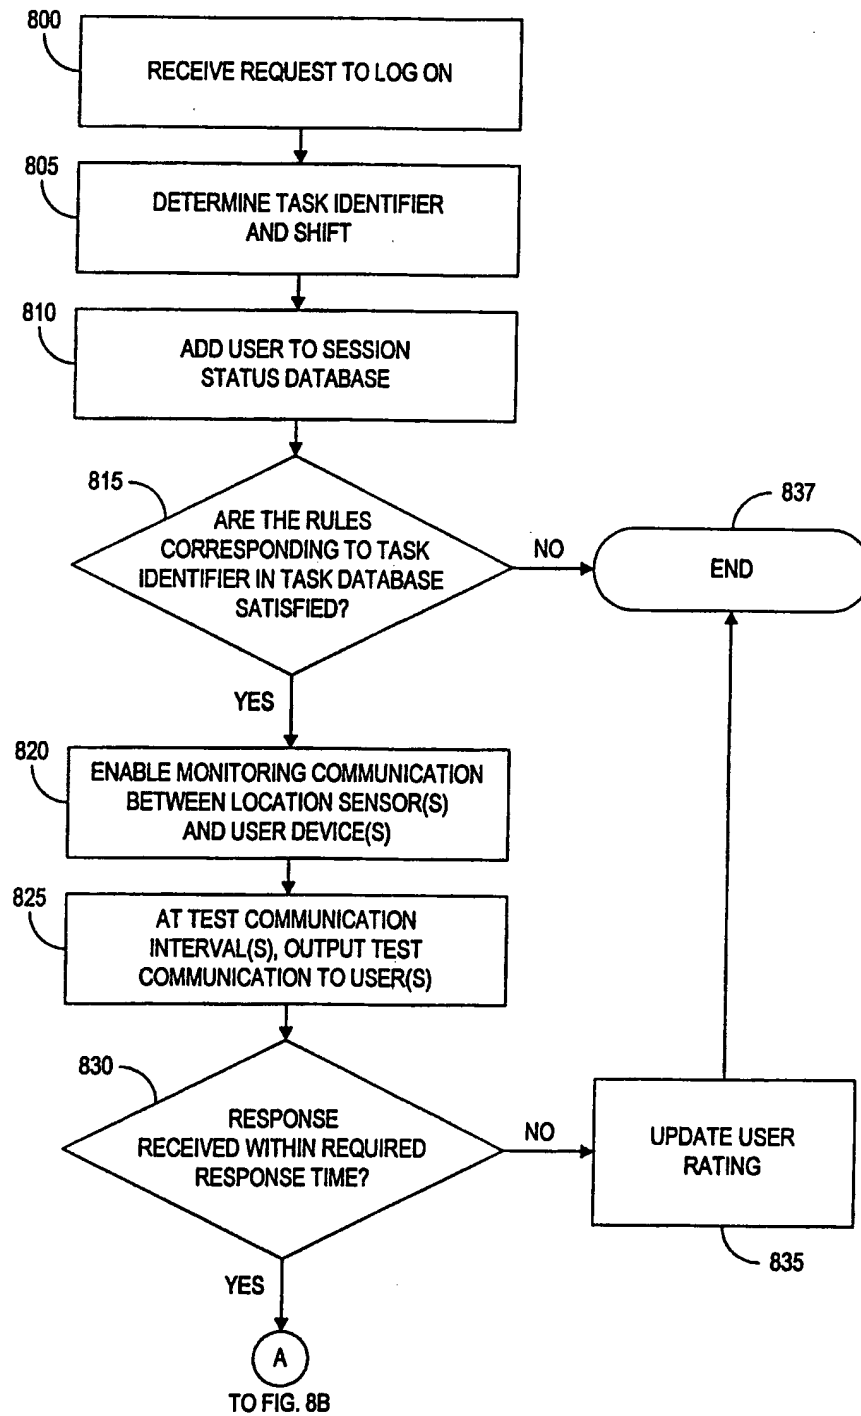 800
RECEIVE REQUEST TO LOG ON
805
DETERMINE TASK IDENTIFIER
AND SHIFT
810
ADD USER TO SESSION
STATUS DATABASE
815
ARE THE RULES
CORRESPONDING TO TASK
IDENTIFIER IN TASK DATABASE
SATISFIED?
NO
837
END
YES
820
ENABLE MONITORING COMMUNICATION
BETWEEN LOCATION SENSOR(S)
AND USER DEVICE(S)
825
AT TEST COMMUNICATION
INTERVAL(S), OUTPUT TEST
COMMUNICATION TO USER(S)
830
RESPONSE
RECEIVED WITHIN REQUIRED
RESPONSE TIME?
NO
UPDATE USER
RATING
835
YES
A
TO FIG. 8B